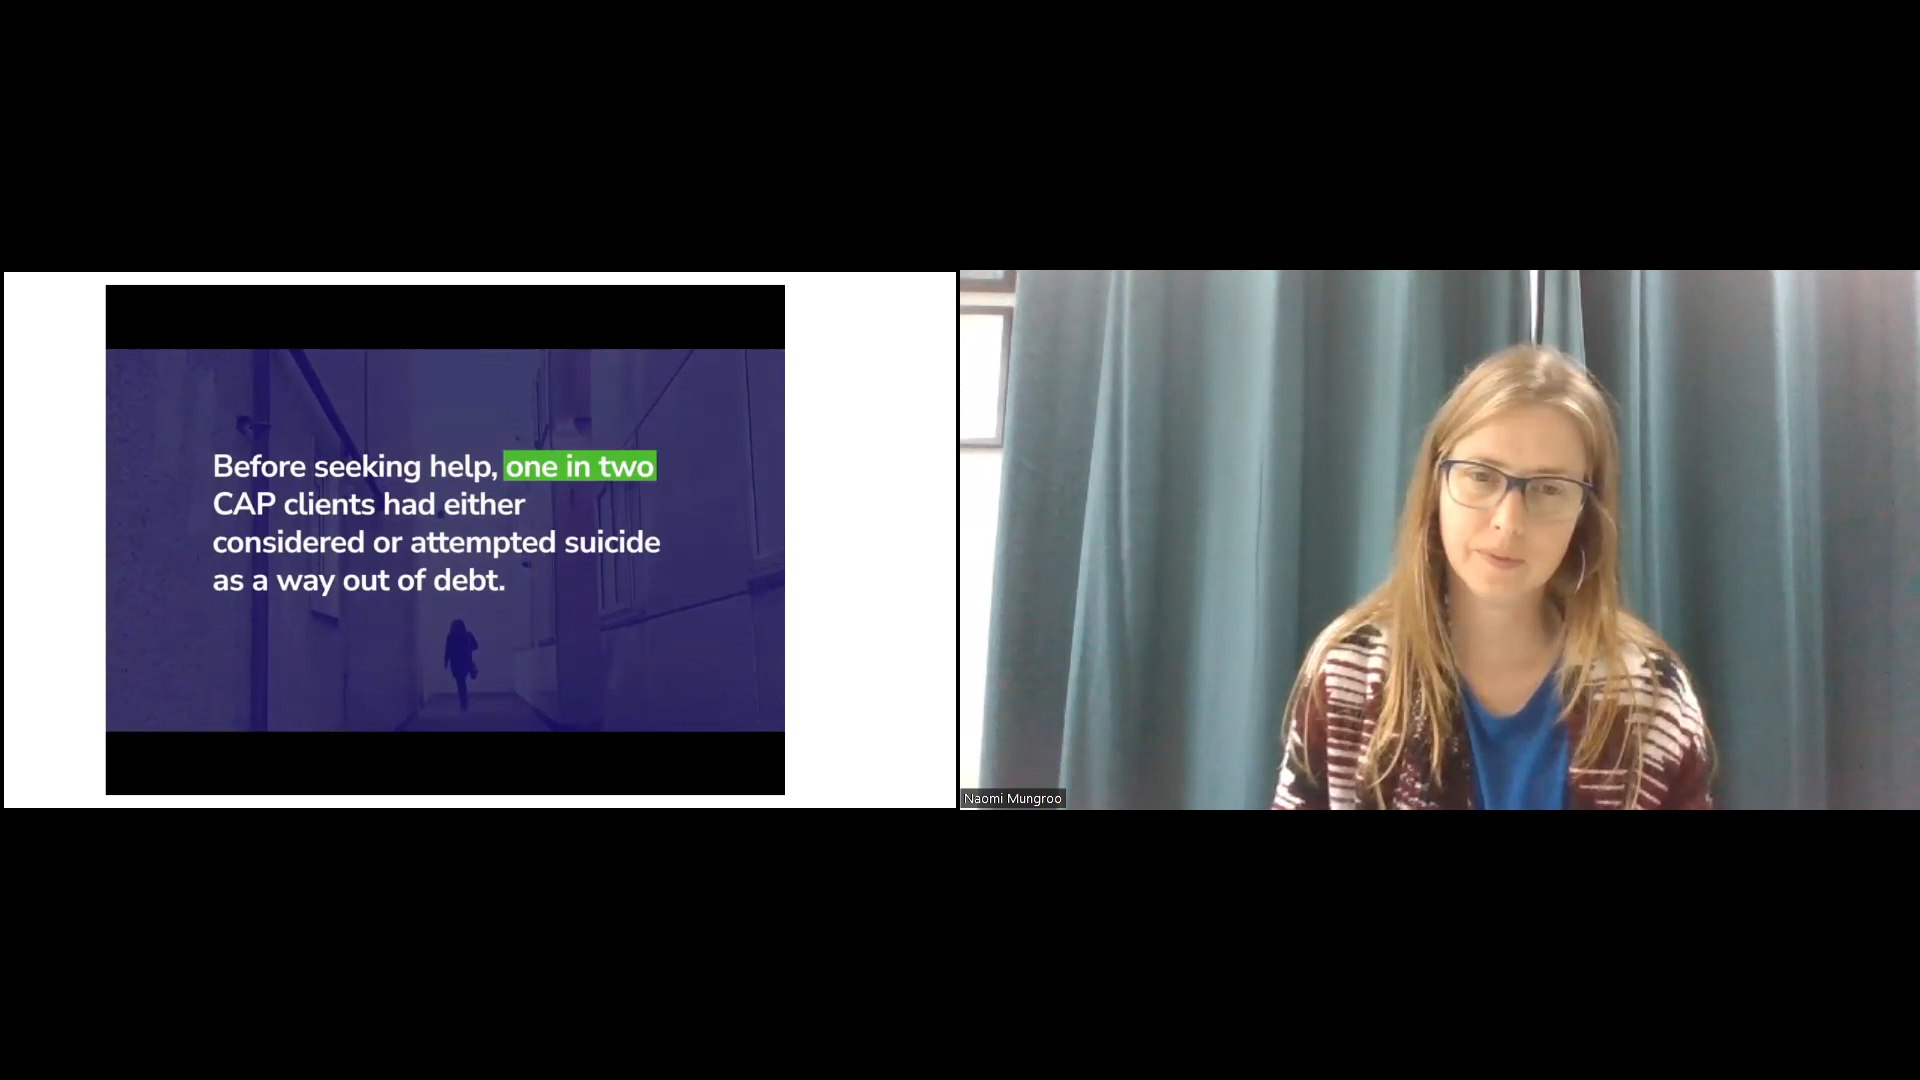 Before seeking help, one in two
CAP clients had either
considered or attempted suicide
as a way out of debt.
Naomi Mungroo